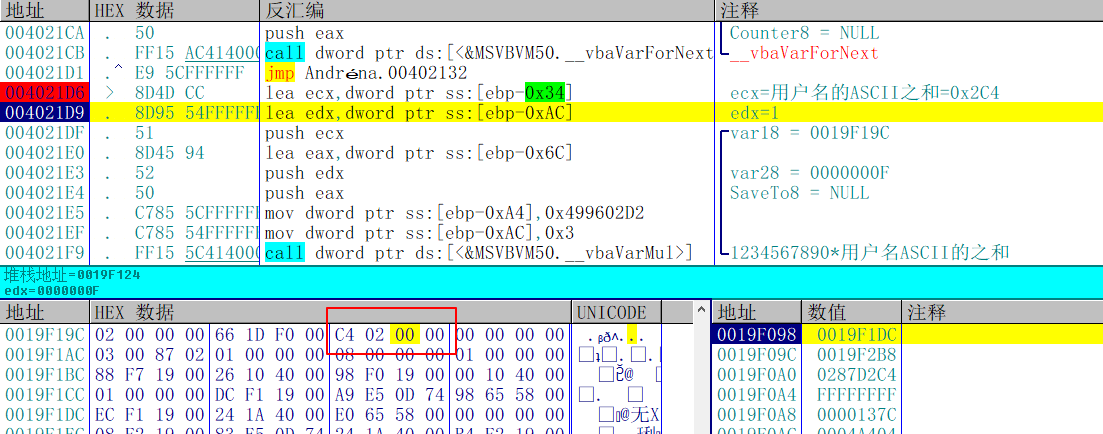 地址 HEX 数据 反汇编 注释
004021CA . 50 push eax Counter8 = NULL
004021CB . FF15 AC414000 call dword ptr ds:[<&MSVBVM50.__vbaVarForNext __vbaVarForNext
004021D1 .^ E9 5CFFFFFF jmp Andréna.00402132
004021D6 > 8D4D CC lea ecx,dword ptr ss:[ebp-0x34] ecx=用户名的ASCII之和=0x2C4
004021D9 . 8D95 54FFFFFF lea edx,dword ptr ss:[ebp-0xAC] edx=1
004021DF . 51 push ecx var18 = 0019F19C
004021E0 . 8D45 94 lea eax,dword ptr ss:[ebp-0x6C]
004021E3 . 52 push edx var28 = 0000000F
004021E4 . 50 push eax SaveTo8 = NULL
004021E5 . C785 5CFFFFFF mov dword ptr ss:[ebp-0xA4],0x499602D2
004021EF . C785 54FFFFFF mov dword ptr ss:[ebp-0xAC],0x3
004021F9 . FF15 5C414000 call dword ptr ds:[<&MSVBVM50.__vbaVarMul>] 1234567890*用户名ASCII的之和
堆栈地址=0019F124
edx=0000000F
地址 HEX 数据 UNICODE
0019F19C 02 00 00 00 66 1D F0 00 C4 02 00 00 00 00 00 00
0019F1AC 03 00 87 02 01 00 00 00 08 00 00 00 01 00 00 00
0019F1BC 88 F7 19 00 26 10 40 00 98 F0 19 00 00 10 40 00
0019F1CC 01 00 00 00 DC F1 19 00 A9 E5 0D 74 98 65 58 00
0019F1DC EC F1 19 00 24 1A 40 00 E0 65 58 00 00 00 00 00
地址 数值 注释
0019F098 0019F1DC
0019F09C 0019F2B8
0019F0A0 0287D2C4
0019F0A4 FFFFFFFF
0019F0A8 0000137C